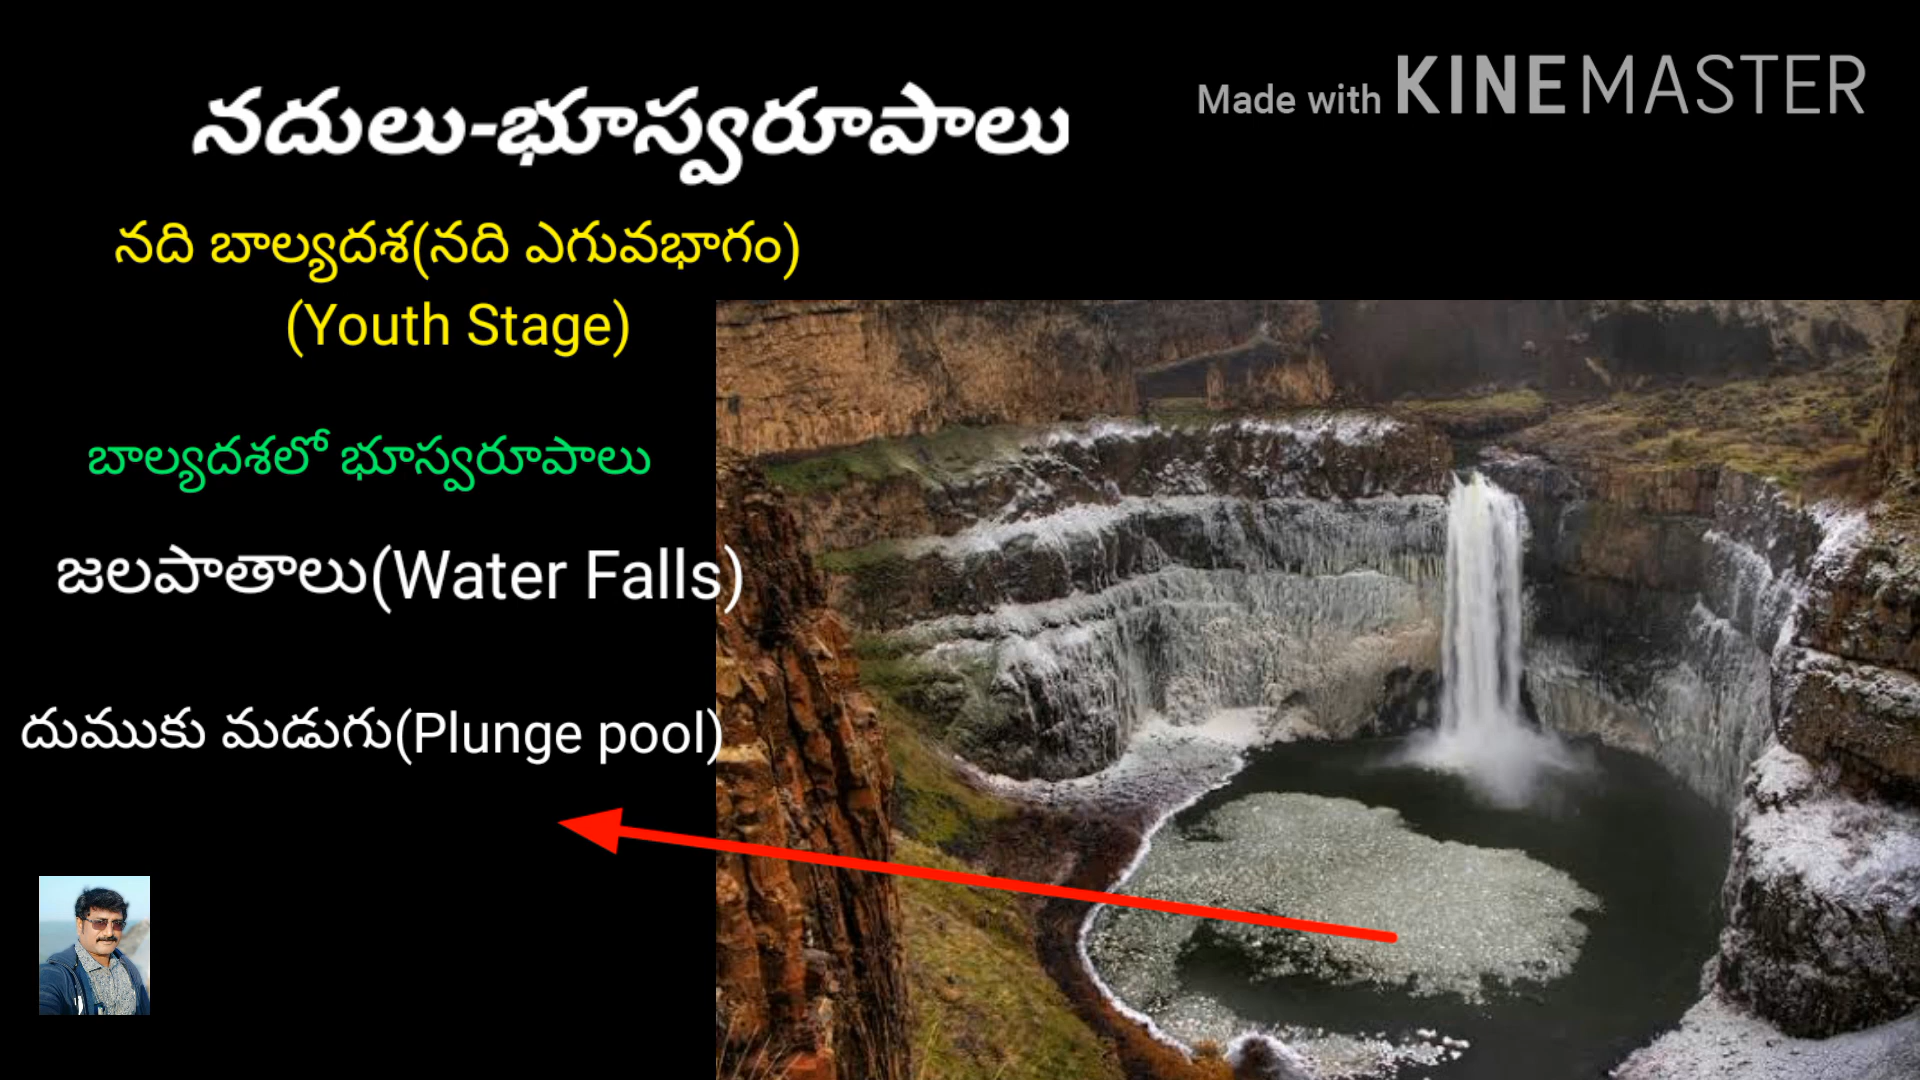 నదులు-భూస్వరూపాలు
Made with KINEMASTER
నది బాల్యదశ(నది ఎగువభాగం)
(Youth Stage)
బాల్యదశలో భూస్వరూపాలు
జలపాతాలు(Water Falls)
దుముకు మడుగు(Plunge pool)